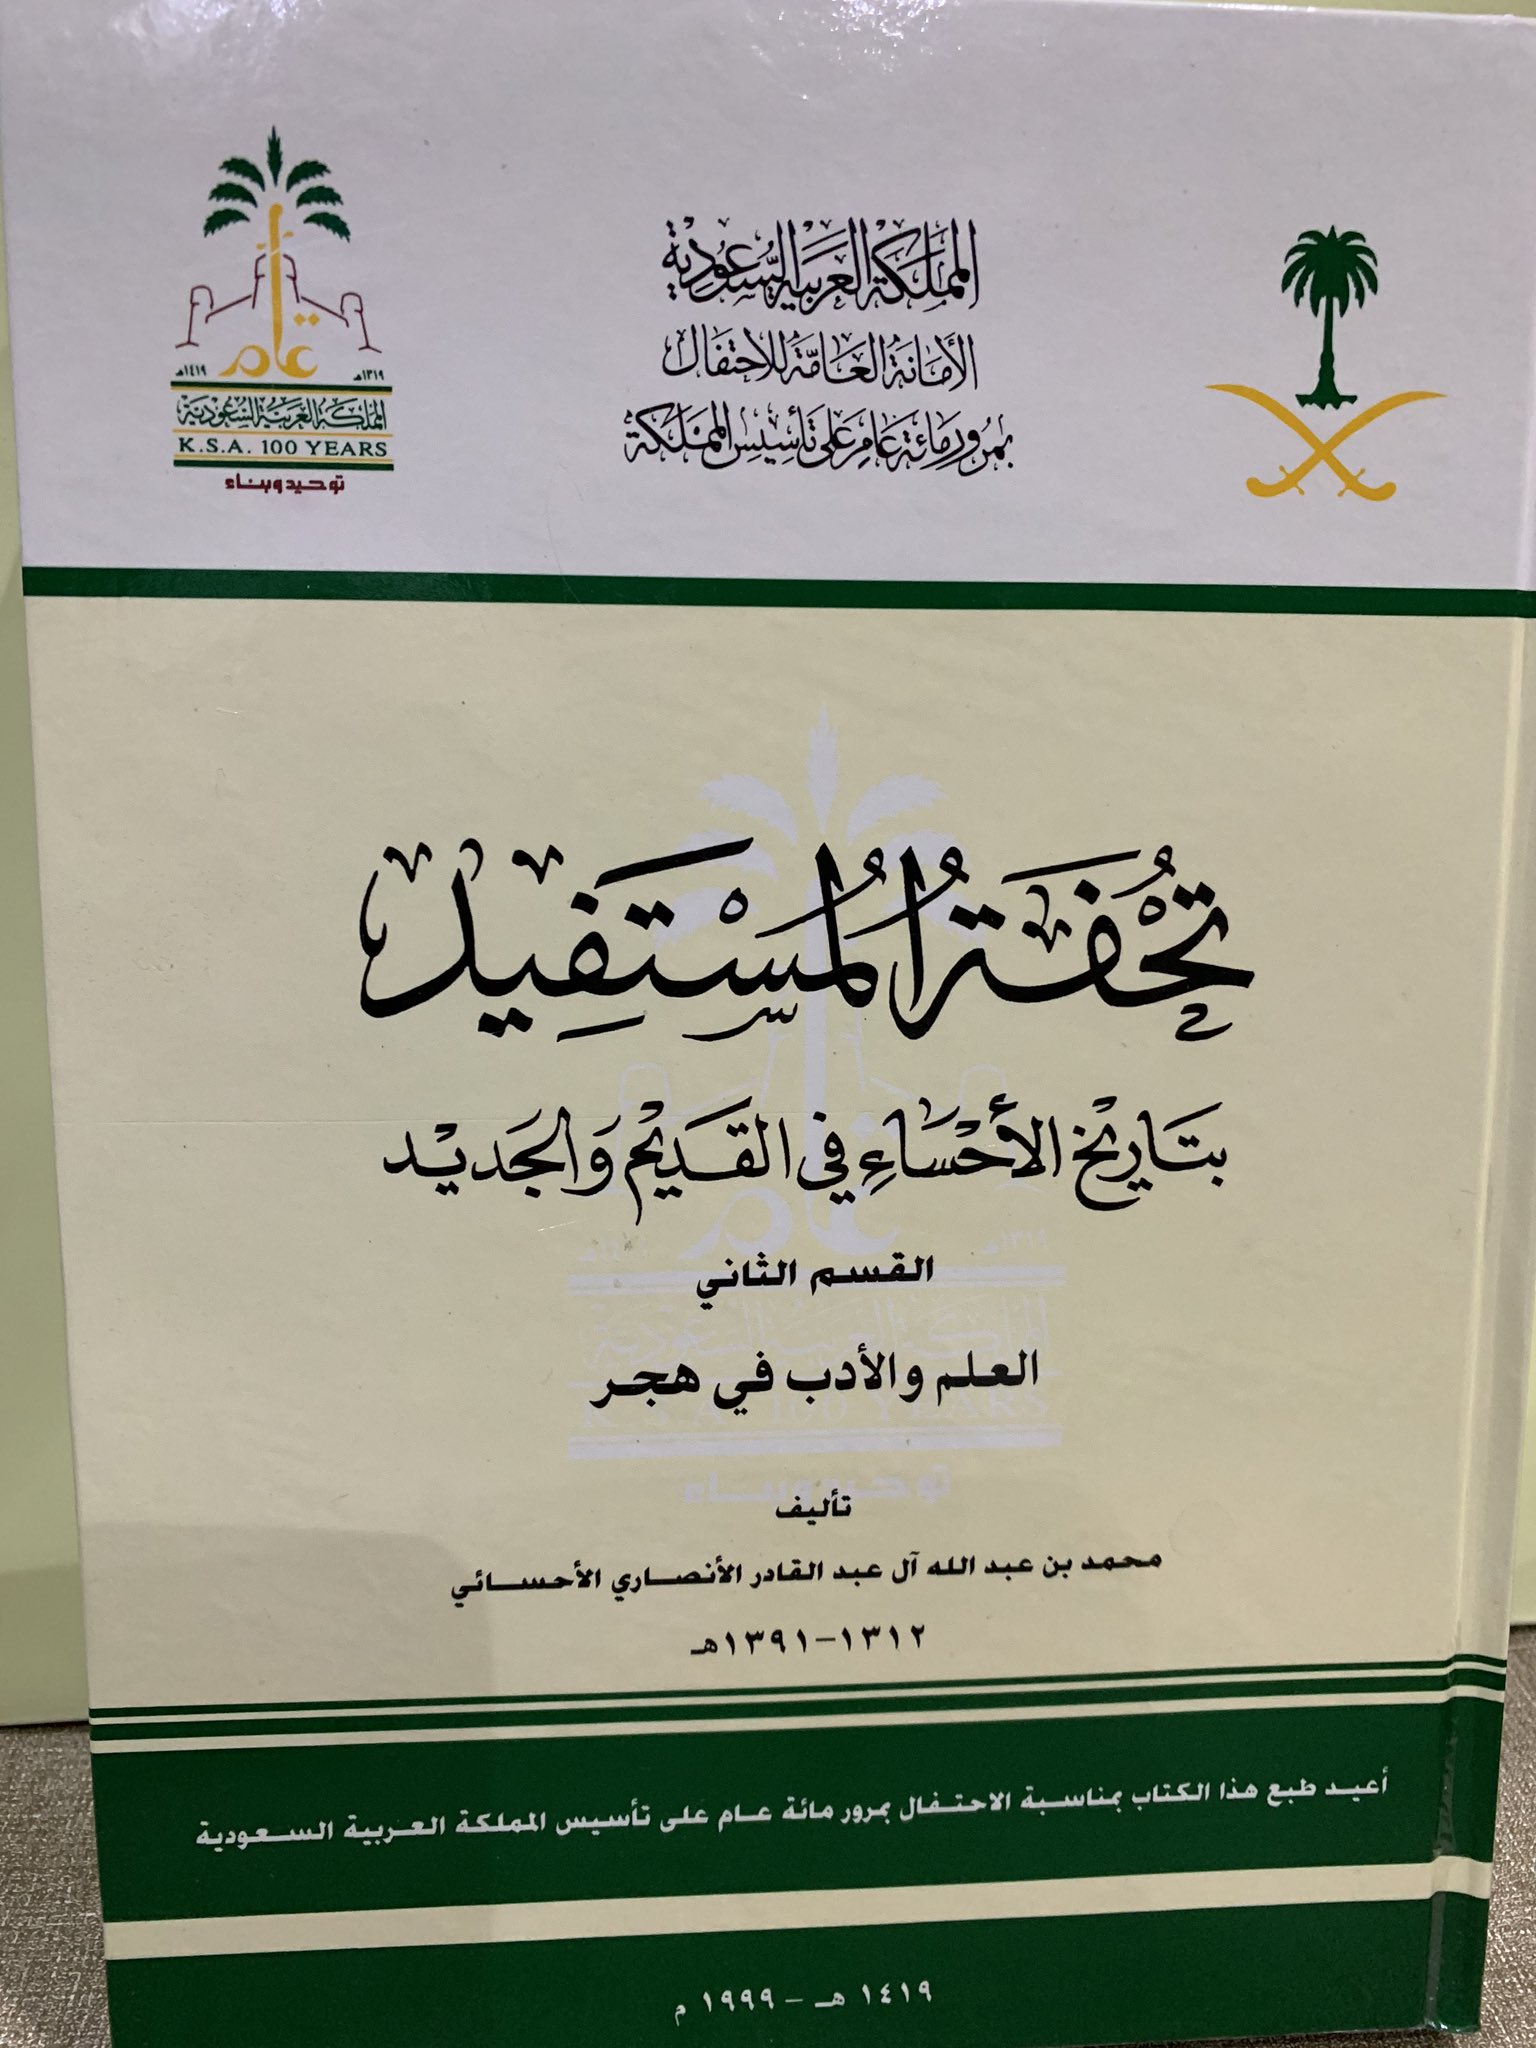 المملكة العربية السعودية
الأمانة العامة للاحتفال
بمرور مائة عام على تأسيس المملكة
عام
١٣١٩هـ ١٤١٩هـ
المملكة العربية السعودية
K.S.A. 100 YEARS
توحيد وبناء
تُحْفَةُ الْمُسْتَفِيد
بتاريخ الأحساء في القديم والجديد
القسم الثاني
العلم والأدب في هجر
تأليف
محمد بن عبد الله آل عبد القادر الأنصاري الأحسائي
١٣١٢-١٣٩١هـ
أعيد طبع هذا الكتاب بمناسبة الاحتفال بمرور مائة عام على تأسيس المملكة العربية السعودية
١٤١٩ هـ - ١٩٩٩ م